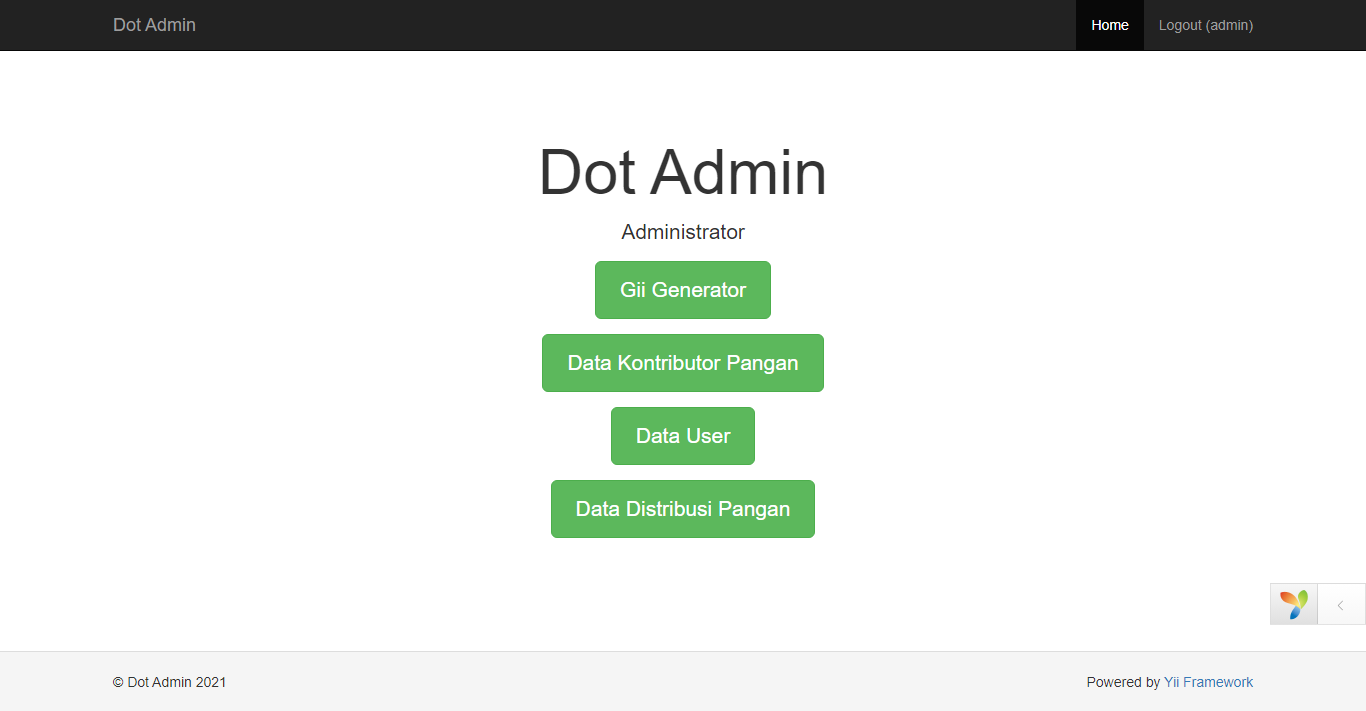 Dot Admin
Home
Logout (admin)
Dot Admin
Administrator
Gii Generator
Data Kontributor Pangan
Data User
Data Distribusi Pangan
© Dot Admin 2021
Powered by Yii Framework